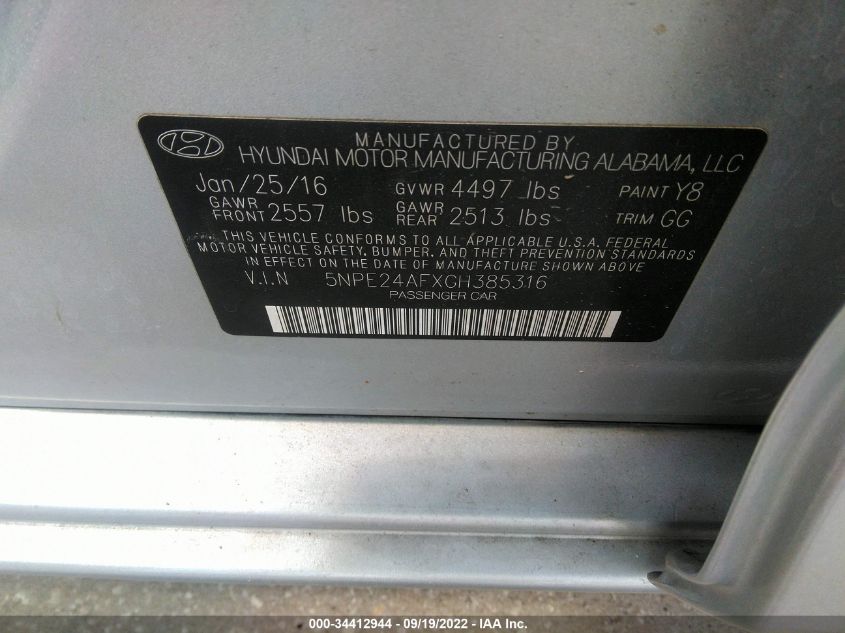 MANUFACTURED BY
HYUNDAI MOTOR MANUFACTURING ALABAMA, LLC
Jan/25/16 GVWR 4497 lbs PAINT Y8
GAWR FRONT 2557 lbs GAWR REAR 2513 lbs TRIM GG
THIS VEHICLE CONFORMS TO ALL APPLICABLE U.S.A. FEDERAL
MOTOR VEHICLE SAFETY, BUMPER, AND THEFT PREVENTION STANDARDS
IN EFFECT ON THE DATE OF MANUFACTURE SHOWN ABOVE
V.I.N 5NPE24AFXGH385316
PASSENGER CAR
000-34412944 - 09/19/2022 - IAA Inc.